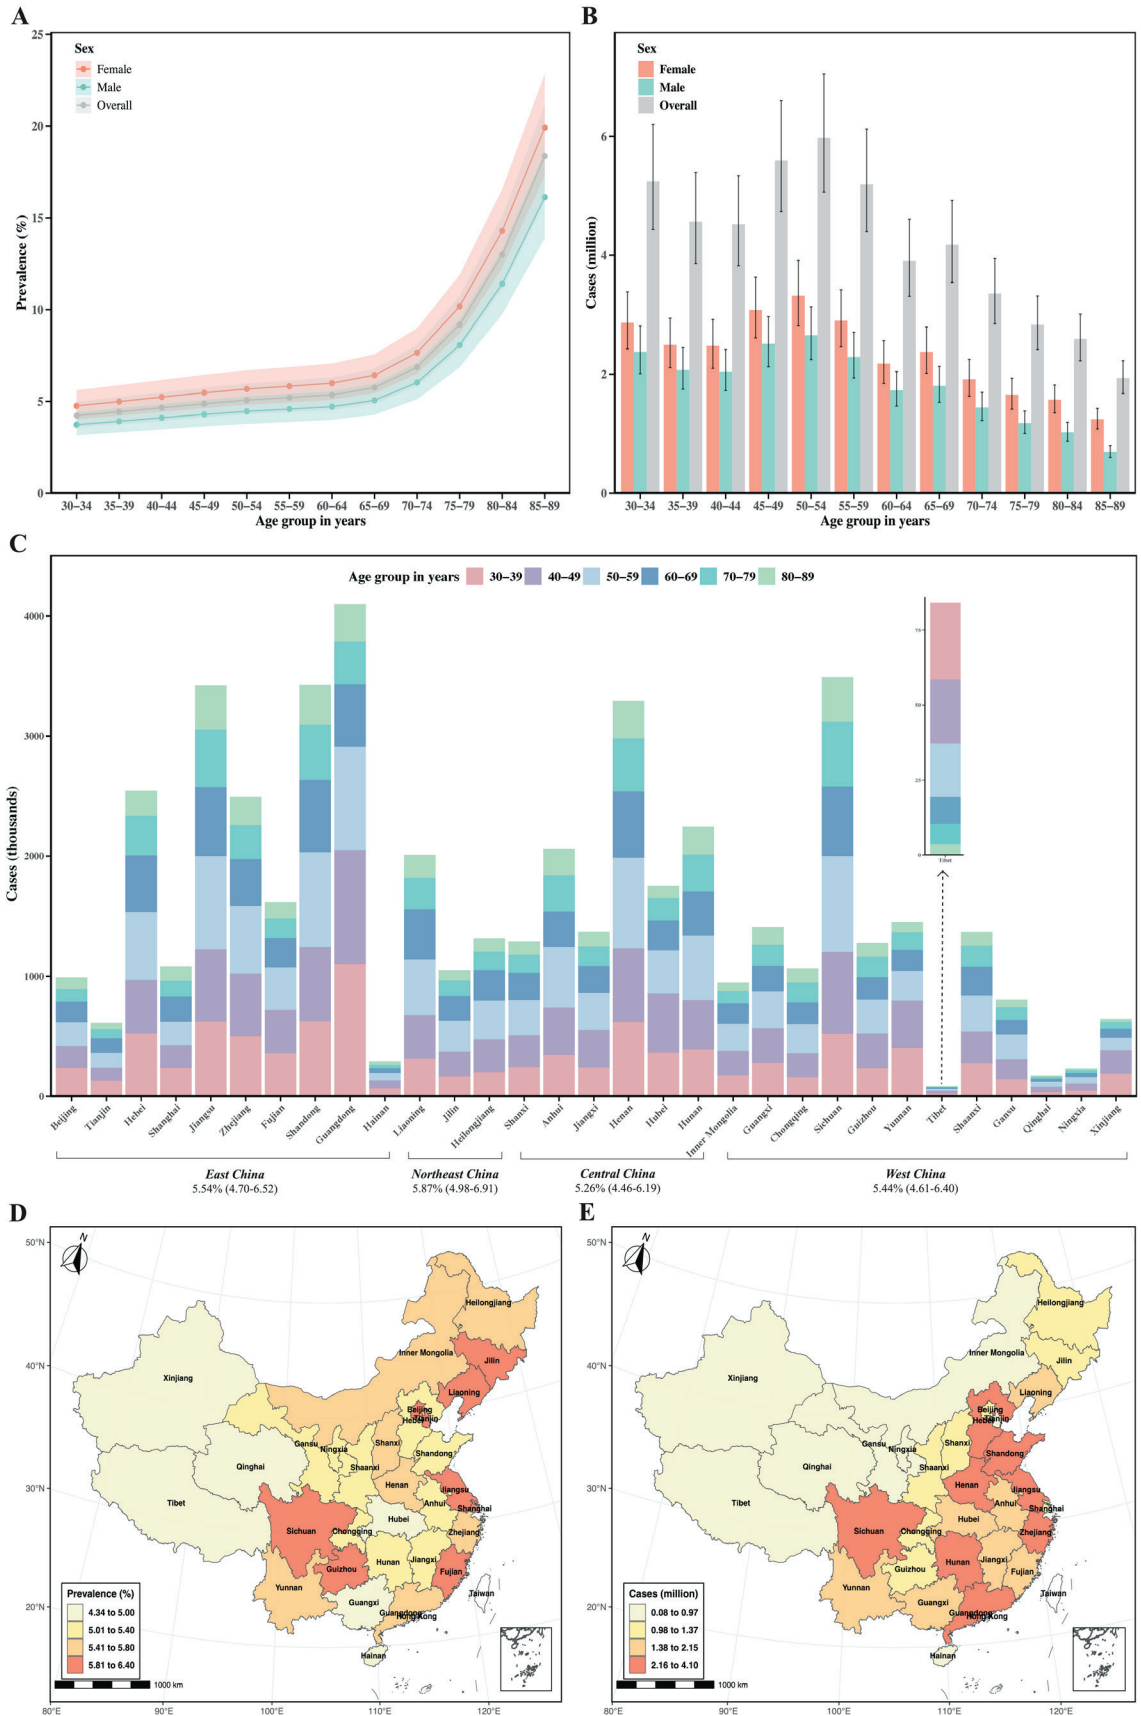 A
Sex
Female
Male
Overall
25
20
15
10
5
0
Prevalence (%)
30–34 35–39 40–44 45–49 50–54 55–59 60–64 65–69 70–74 75–79 80–84 85–89
Age group in years
B
Sex
Female
Male
Overall
6
4
2
0
Cases (million)
30–34 35–39 40–44 45–49 50–54 55–59 60–64 65–69 70–74 75–79 80–84 85–89
Age group in years
C
Age group in years 30–39 40–49 50–59 60–69 70–79 80–89
4000
3000
2000
1000
0
Cases (thousands)
75
50
25
0
Tibet
Beijing Tianjin Hebei Shanghai Jiangsu Zhejiang Fujian Shandong Guangdong Hainan Liaoning Jilin Heilongjiang Shanxi Anhui Jiangxi Henan Hubei Hunan Inner Mongolia Guangxi Chongqing Sichuan Guizhou Yunnan Tibet Shaanxi Gansu Qinghai Ningxia Xinjiang
East China Northeast China Central China West China
5.54% (4.70-6.52) 5.87% (4.98-6.91) 5.26% (4.46-6.19) 5.44% (4.61-6.40)
D
N
50°N
40°N
30°N
20°N
Heilongjiang
Inner Mongolia
Jilin
Xinjiang
Liaoning
Beijing
Tianjin
Hebei
Gansu
Ningxia
Shanxi
Shandong
Qinghai
Shaanxi
Henan
Jiangsu
Tibet
Anhui
Shanghai
Hubei
Sichuan
Chongqing
Zhejiang
Hunan
Jiangxi
Guizhou
Fujian
Yunnan
Taiwan
Guangxi
Guangdong
Hong Kong
Hainan
Prevalence (%)
4.34 to 5.00
5.01 to 5.40
5.41 to 5.80
5.81 to 6.40
1000 km
80°E 90°E 100°E 110°E 120°E
E
N
50°N
40°N
30°N
20°N
Heilongjiang
Inner Mongolia
Jilin
Xinjiang
Liaoning
Beijing
Tianjin
Hebei
Gansu
Ningxia
Shanxi
Shandong
Qinghai
Shaanxi
Henan
Jiangsu
Tibet
Anhui
Shanghai
Hubei
Sichuan
Chongqing
Zhejiang
Hunan
Jiangxi
Guizhou
Fujian
Yunnan
Taiwan
Guangxi
Guangdong
Hong Kong
Hainan
Cases (million)
0.08 to 0.97
0.98 to 1.37
1.38 to 2.15
2.16 to 4.10
1000 km
80°E 90°E 100°E 110°E 120°E